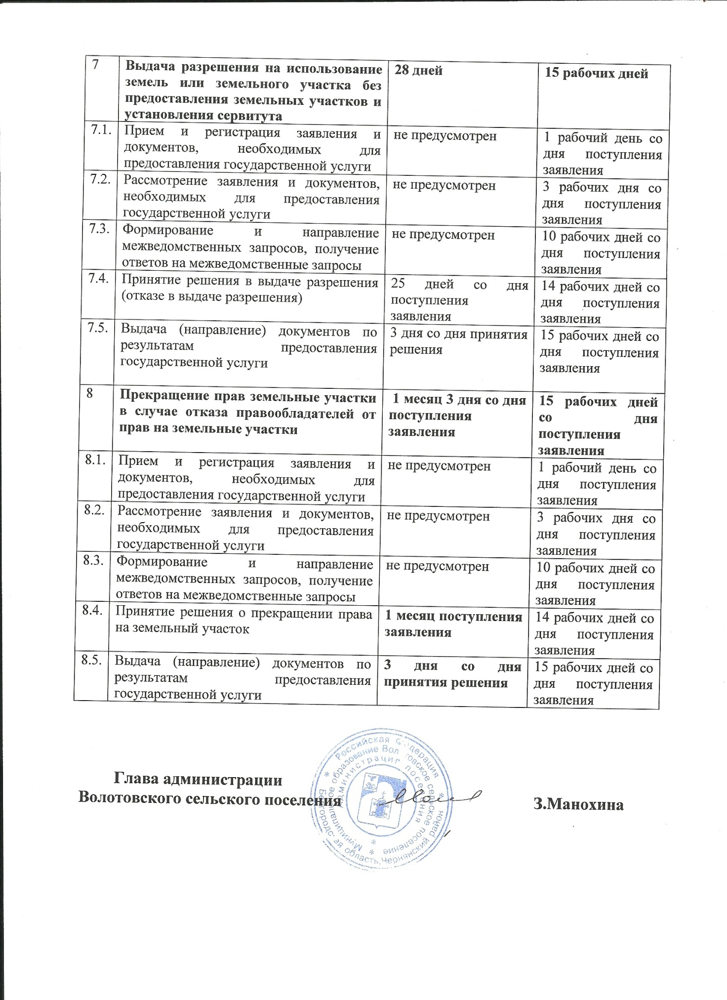 7
Выдача разрешения на использование
земель или земельного участка без
предоставления земельных участков и
установления сервитута
28 дней
15 рабочих дней
7.1.
Прием и регистрация заявления и
документов, необходимых для
предоставления государственной услуги
не предусмотрен
1 рабочий день со
дня поступления
заявления
7.2.
Рассмотрение заявления и документов,
необходимых для предоставления
государственной услуги
не предусмотрен
3 рабочих дня со
дня поступления
заявления
7.3.
Формирование и направление
межведомственных запросов, получение
ответов на межведомственные запросы
не предусмотрен
10 рабочих дней со
дня поступления
заявления
7.4.
Принятие решения в выдаче разрешения
(отказе в выдаче разрешения)
25 дней со дня
поступления
заявления
14 рабочих дней со
дня поступления
заявления
7.5.
Выдача (направление) документов по
результатам предоставления
государственной услуги
3 дня со дня принятия
решения
15 рабочих дней со
дня поступления
заявления
8
Прекращение прав земельные участки
в случае отказа правообладателей от
прав на земельные участки
1 месяц 3 дня со дня
поступления
заявления
15 рабочих дней
со дня
поступления
заявления
8.1.
Прием и регистрация заявления и
документов, необходимых для
предоставления государственной услуги
не предусмотрен
1 рабочий день со
дня поступления
заявления
8.2.
Рассмотрение заявления и документов,
необходимых для предоставления
государственной услуги
не предусмотрен
3 рабочих дня со
дня поступления
заявления
8.3.
Формирование и направление
межведомственных запросов, получение
ответов на межведомственные запросы
не предусмотрен
10 рабочих дней со
дня поступления
заявления
8.4.
Принятие решения о прекращении права
на земельный участок
1 месяц поступления
заявления
14 рабочих дней со
дня поступления
заявления
8.5.
Выдача (направление) документов по
результатам предоставления
государственной услуги
3 дня со дня
принятия решения
15 рабочих дней со
дня поступления
заявления
Глава администрации
Волотовского сельского поселения
З.Манохина
Российская Федерация
* Белгородская область, Чернянский район *
Муниципальное образование Волотовское сельское поселение *
Администрация поселения *